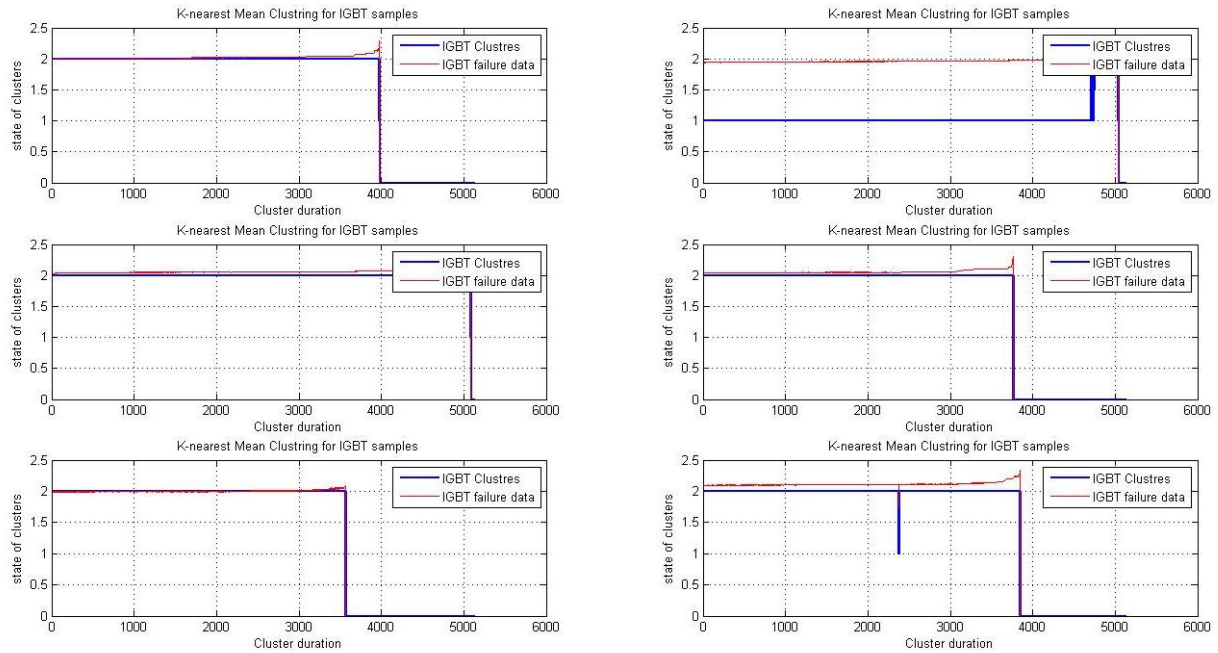 K-nearest Mean Clustring for IGBT samples
2.5
2
1.5
1
0.5
0
state of clusters
IGBT Clustres
IGBT failure data
0 1000 2000 3000 4000 5000 6000
Cluster duration
K-nearest Mean Clustring for IGBT samples
2.5
2
1.5
1
0.5
0
state of clusters
IGBT Clustres
IGBT failure data
0 1000 2000 3000 4000 5000 6000
Cluster duration
K-nearest Mean Clustring for IGBT samples
2.5
2
1.5
1
0.5
0
state of clusters
IGBT Clustres
IGBT failure data
0 1000 2000 3000 4000 5000 6000
Cluster duration
K-nearest Mean Clustring for IGBT samples
2.5
2
1.5
1
0.5
0
state of clusters
IGBT Clustres
IGBT failure data
0 1000 2000 3000 4000 5000 6000
Cluster duration
K-nearest Mean Clustring for IGBT samples
2.5
2
1.5
1
0.5
0
state of clusters
IGBT Clustres
IGBT failure data
0 1000 2000 3000 4000 5000 6000
Cluster duration
K-nearest Mean Clustring for IGBT samples
2.5
2
1.5
1
0.5
0
state of clusters
IGBT Clustres
IGBT failure data
0 1000 2000 3000 4000 5000 6000
Cluster duration